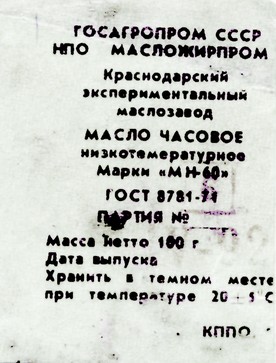 ГОСАГРОПРОМ СССР
НПО МАСЛОЖИРПРОМ
Краснодарский
экспериментальный
маслозавод
МАСЛО ЧАСОВОЕ
низкотемературное
Марки «МН-60»
ГОСТ 8781-71
ПАРТИЯ №
Масса нетто 100 г
Дата выпуска
Хранить в темном месте
при температуре 20 5°С
КППО